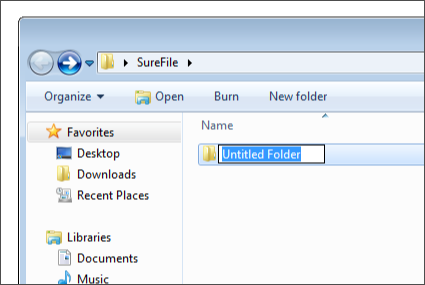 SureFile
Organize Open Burn New folder
Favorites
Desktop
Downloads
Recent Places
Libraries
Documents
Music
Name
Untitled Folder